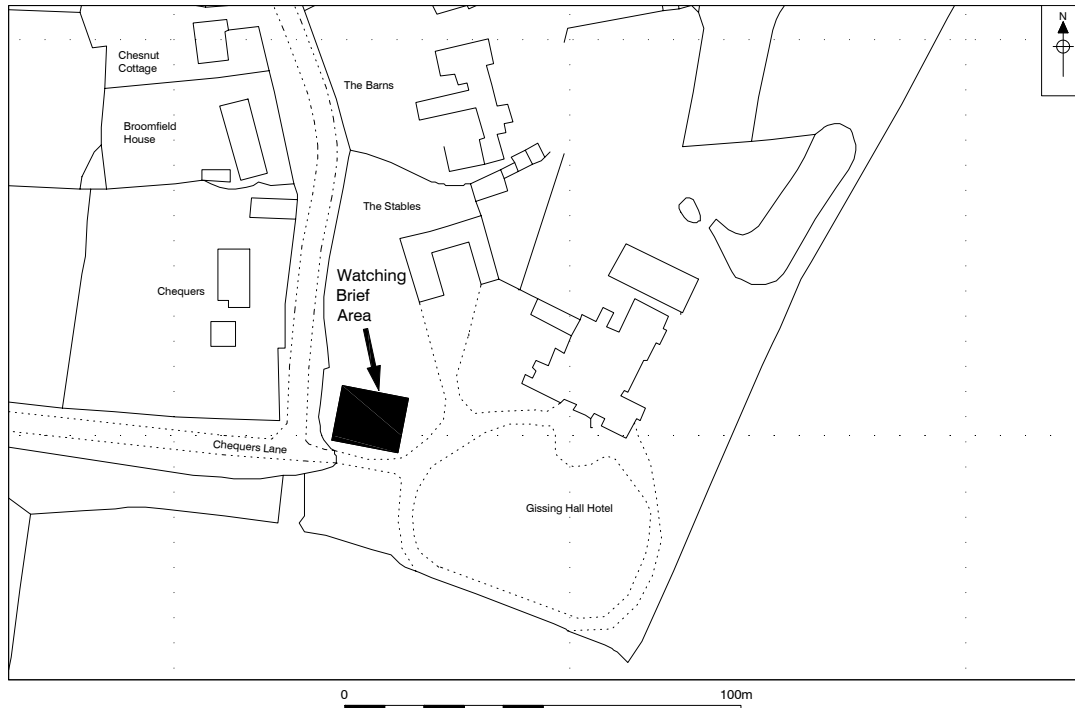 N
Chesnut
Cottage
The Barns
Broomfield
House
The Stables
Chequers
Watching
Brief
Area
Chequers Lane
Gissing Hall Hotel
0
100m